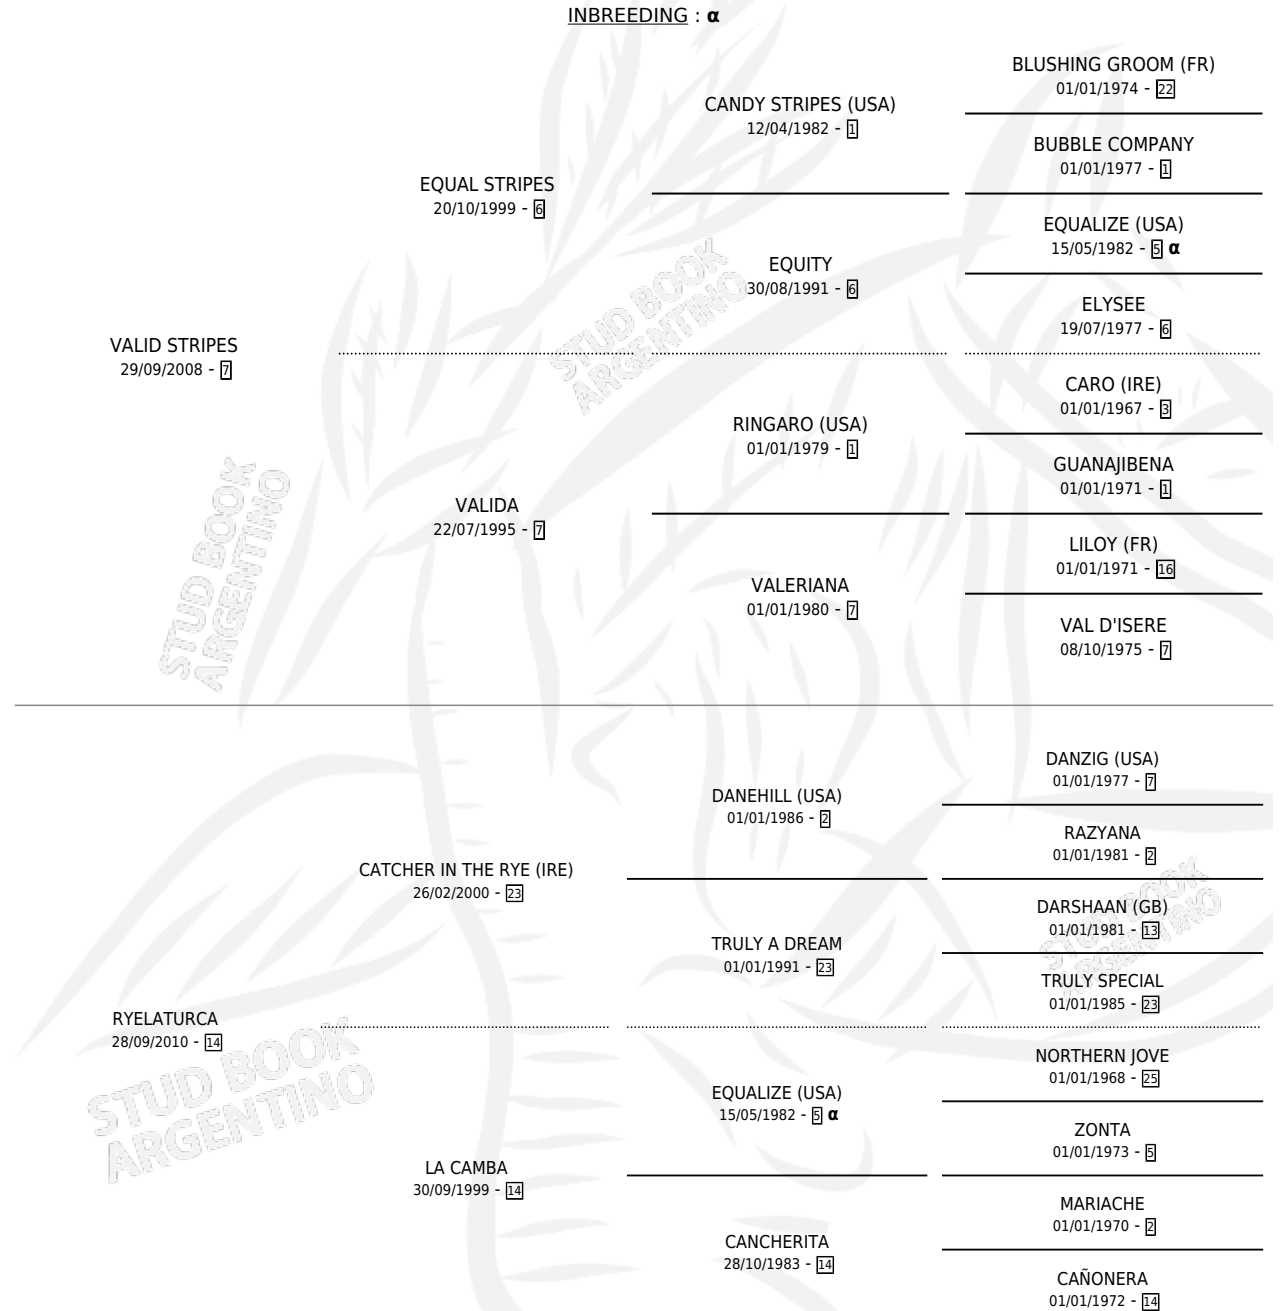 INBREEDING : α
BLUSHING GROOM (FR)
01/01/1974 - 22
CANDY STRIPES (USA)
12/04/1982 - 1
BUBBLE COMPANY
01/01/1977 - 1
EQUAL STRIPES
20/10/1999 - 6
EQUALIZE (USA)
15/05/1982 - 5 α
EQUITY
30/08/1991 - 6
ELYSEE
19/07/1977 - 6
VALID STRIPES
29/09/2008 - 7
CARO (IRE)
01/01/1967 - 3
RINGARO (USA)
01/01/1979 - 1
GUANAJIBENA
01/01/1971 - 1
VALIDA
22/07/1995 - 7
LILOY (FR)
01/01/1971 - 16
VALERIANA
01/01/1980 - 7
VAL D'ISERE
08/10/1975 - 7
DANZIG (USA)
01/01/1977 - 7
DANEHILL (USA)
01/01/1986 - 2
RAZYANA
01/01/1981 - 2
CATCHER IN THE RYE (IRE)
26/02/2000 - 23
DARSHAAN (GB)
01/01/1981 - 13
TRULY A DREAM
01/01/1991 - 23
TRULY SPECIAL
01/01/1985 - 23
RYELATURCA
28/09/2010 - 14
NORTHERN JOVE
01/01/1968 - 25
EQUALIZE (USA)
15/05/1982 - 5 α
ZONTA
01/01/1973 - 5
LA CAMBA
30/09/1999 - 14
MARIACHE
01/01/1970 - 2
CANCHERITA
28/10/1983 - 14
CAÑONERA
01/01/1972 - 14
STUD BOOK
ARGENTINO
STUD BOOK
ARGENTINO
STUD BOOK
ARGENTINO
STUD BOOK
ARGENTINO